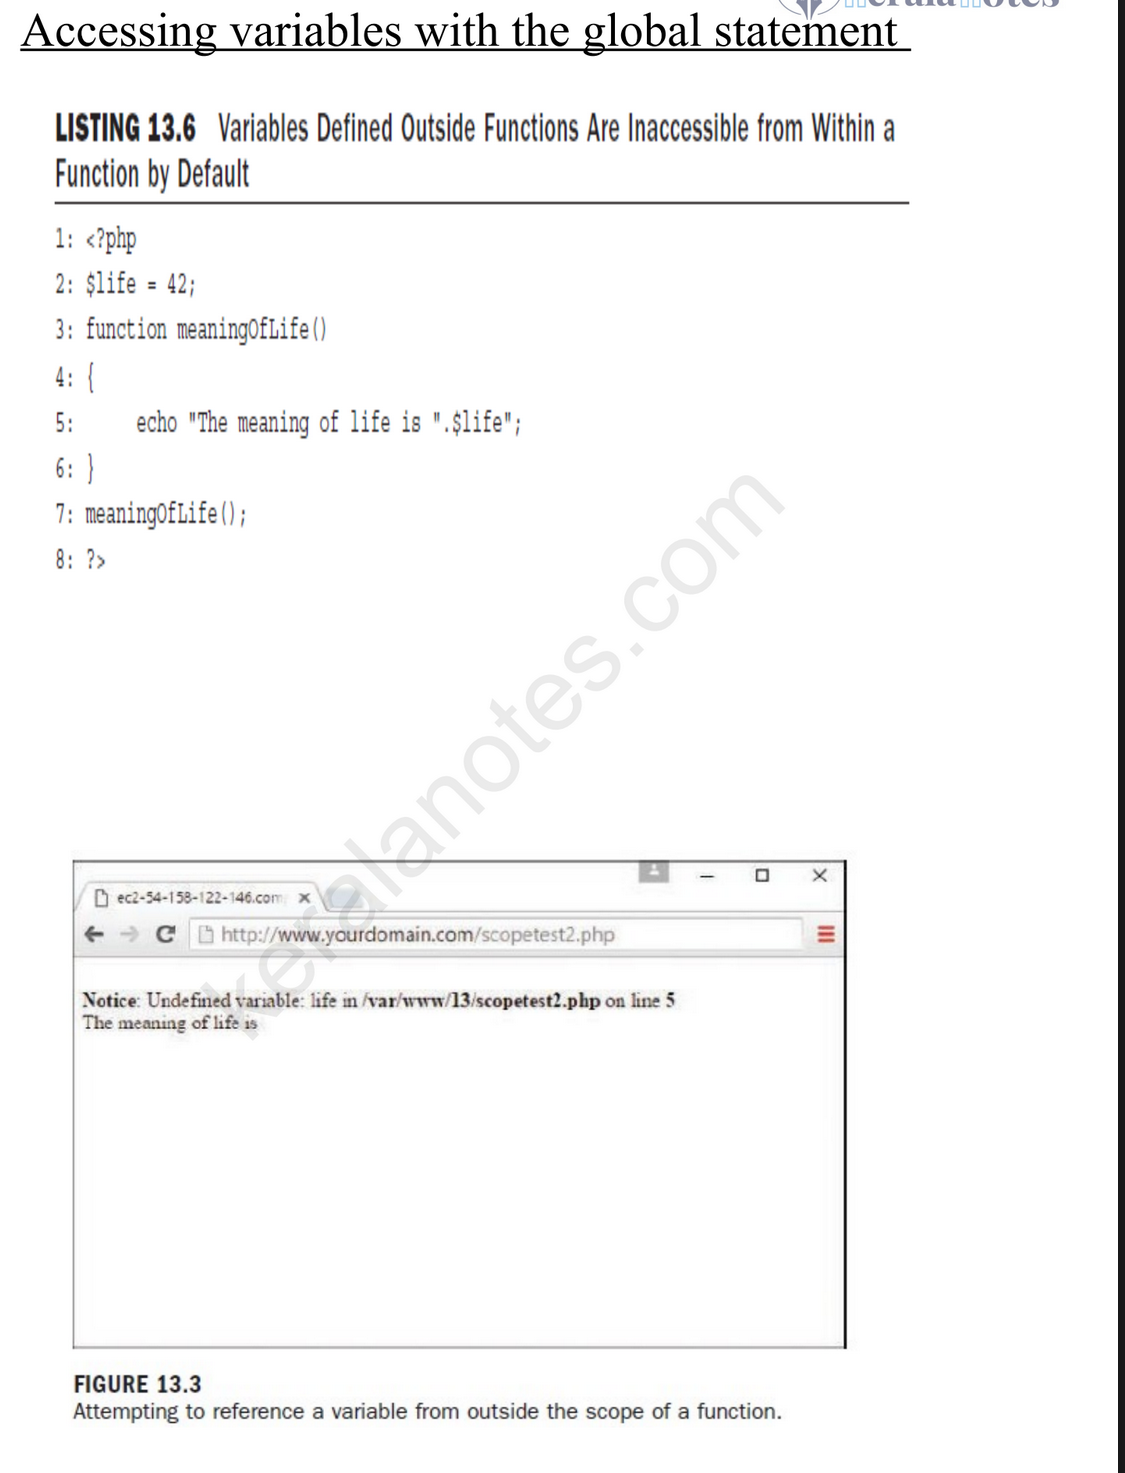 Accessing variables with the global statement
LISTING 13.6 Variables Defined Outside Functions Are Inaccessible from Within a
Function by Default
1: <?php
2: $life = 42;
3: function meaningOfLife()
4: {
5: echo "The meaning of life is ".$life";
6: }
7: meaningOfLife();
8: ?>
keralanotes.com
ec2-54-158-122-146.com
http://www.yourdomain.com/scopetest2.php
Notice: Undefined variable: life in /var/www/13/scopetest2.php on line 5
The meaning of life is
FIGURE 13.3
Attempting to reference a variable from outside the scope of a function.